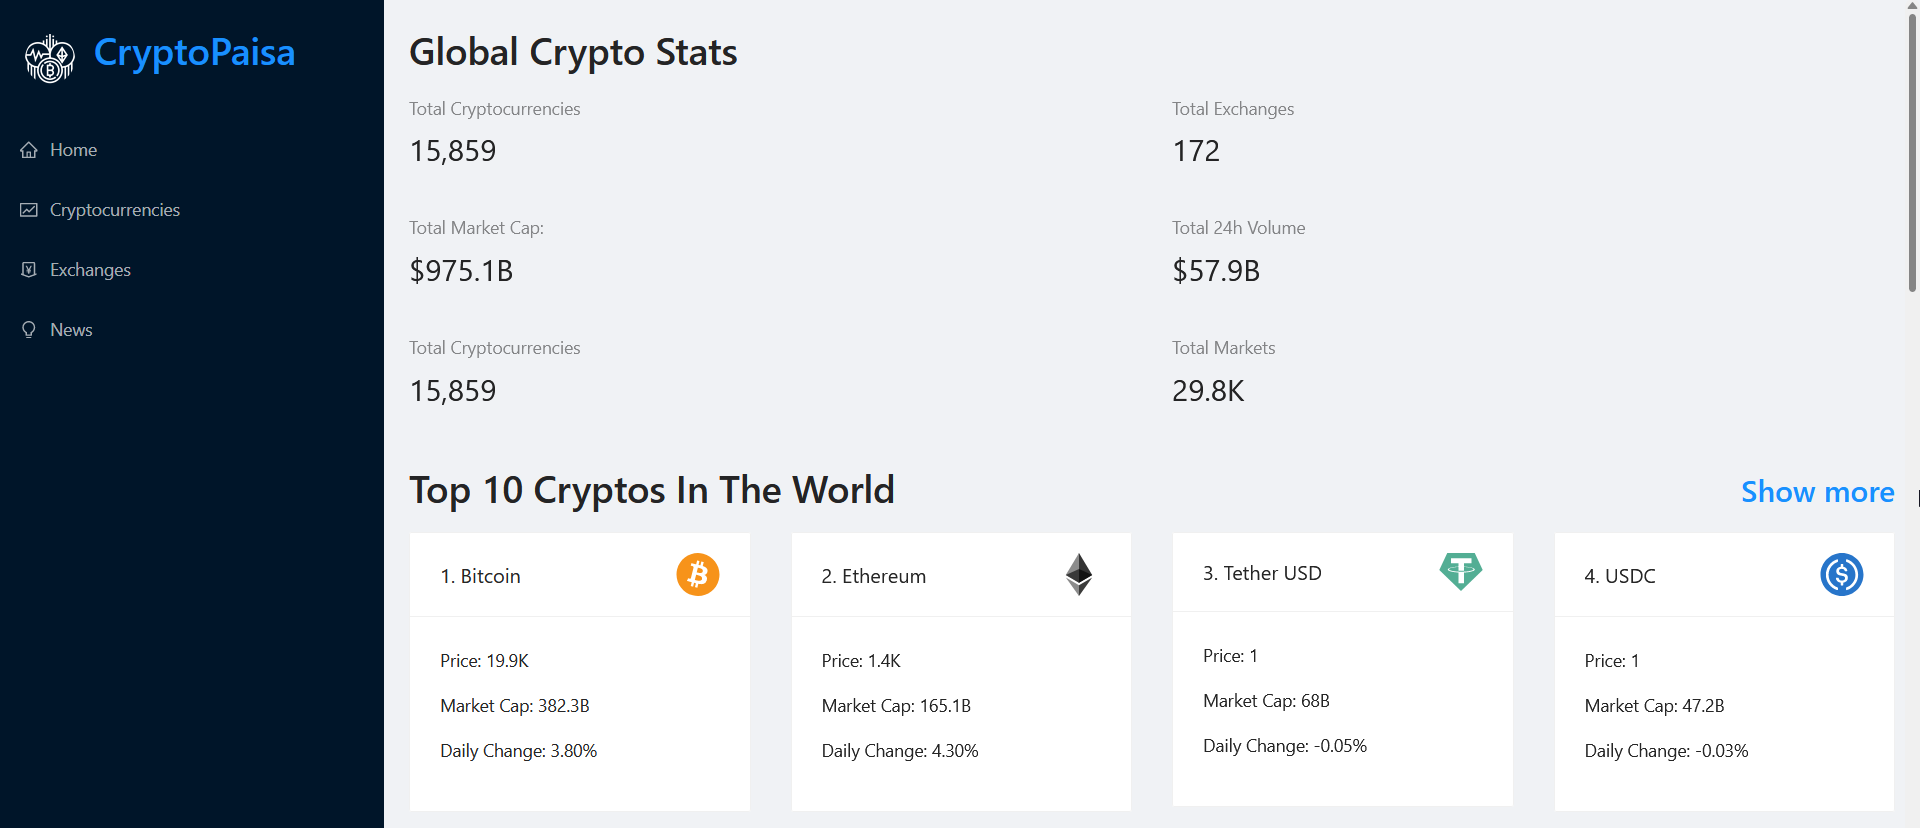 CryptoPaisa
Home
Cryptocurrencies
Exchanges
News
Global Crypto Stats
Total Cryptocurrencies
15,859
Total Exchanges
172
Total Market Cap:
$975.1B
Total 24h Volume
$57.9B
Total Cryptocurrencies
15,859
Total Markets
29.8K
Top 10 Cryptos In The World
Show more
1. Bitcoin
Price: 19.9K
Market Cap: 382.3B
Daily Change: 3.80%
2. Ethereum
Price: 1.4K
Market Cap: 165.1B
Daily Change: 4.30%
3. Tether USD
Price: 1
Market Cap: 68B
Daily Change: -0.05%
4. USDC
Price: 1
Market Cap: 47.2B
Daily Change: -0.03%